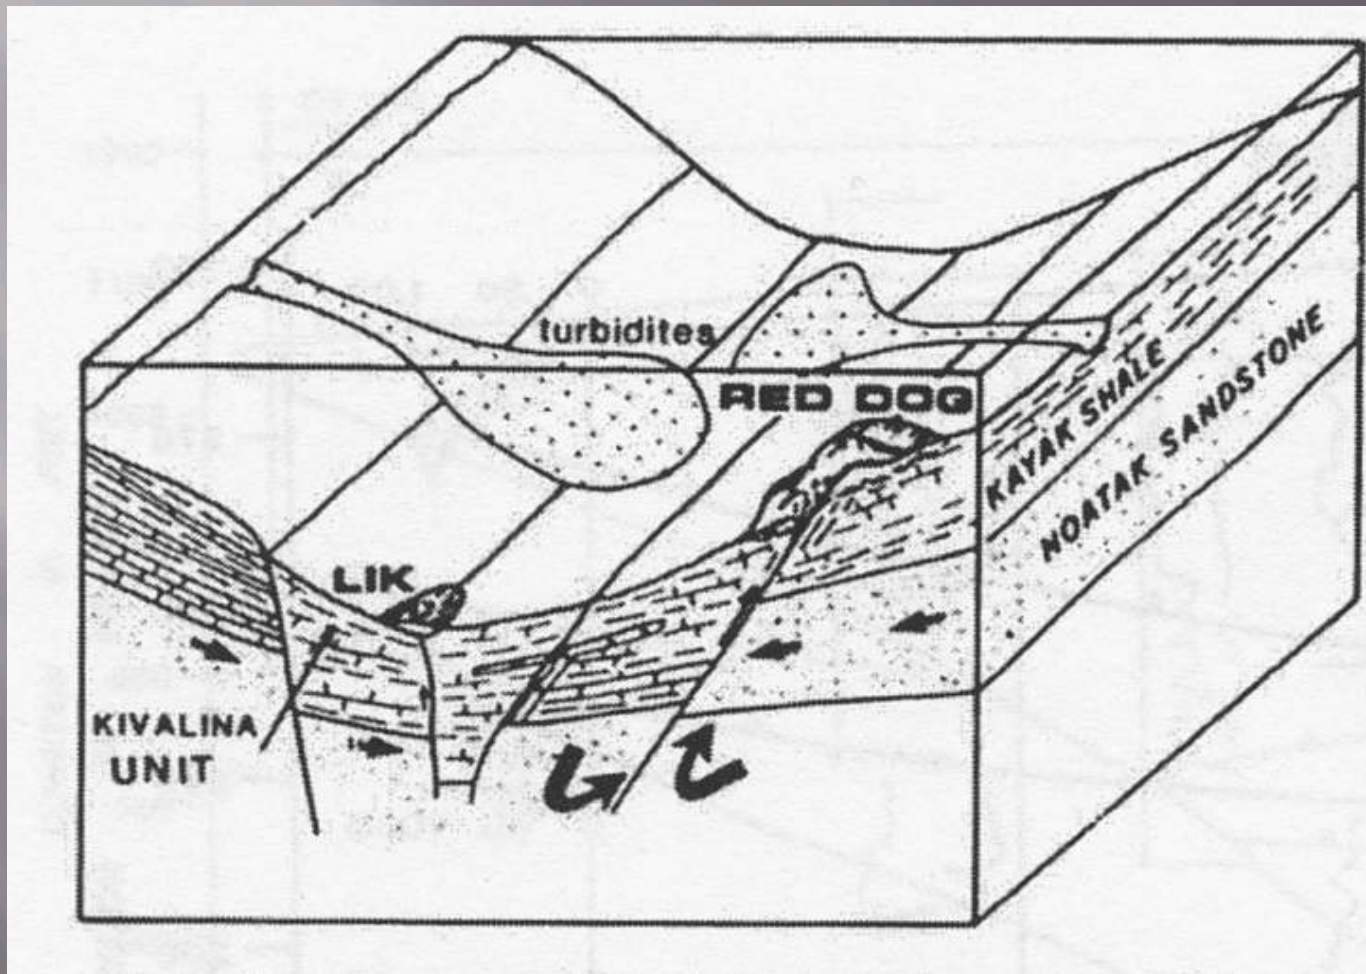 turbidites
RED DOG
KAYAK SHALE
NOATAK SANDSTONE
LIK
KIVALINA
UNIT